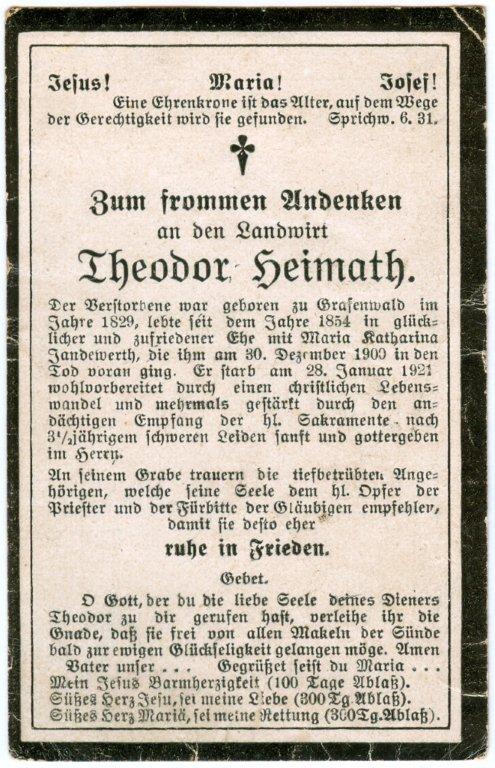 Jesus! Maria! Josef!
Eine Ehrenkrone ist das Alter, auf dem Wege
der Gerechtigkeit wird sie gefunden. Sprichw. 6. 31.
Zum frommen Andenken
an den Landwirt
Theodor Heimath.
Der Verstorbene war geboren zu Grafenwald im
Jahre 1829, lebte seit dem Jahre 1854 in glück-
licher und zufriedener Ehe mit Maria Katharina
Jandewerth, die ihm am 30. Dezember 1900 in den
Tod voran ging. Er starb am 28. Januar 1921
wohlvorbereitet durch einen christlichen Lebens-
wandel und mehrmals gestärkt durch den an-
dächtigen Empfang der hl. Sakramente nach
3½jährigem schweren Leiden sanft und gottergeben
im Herrn.
An seinem Grabe trauern die tiefbetrübten Ange-
hörigen, welche seine Seele dem hl. Opfer der
Priester und der Fürbitte der Gläubigen empfehlen,
damit sie desto eher
ruhe in Frieden.
Gebet.
O Gott, der du die liebe Seele deines Dieners
Theodor zu dir gerufen hast, verleihe ihr die
Gnade, daß sie frei von allen Makeln der Sünde
bald zur ewigen Glückseligkeit gelangen möge. Amen
Vater unser . . . Gegrüßet seist du Maria . . .
Mein Jesus Barmherzigkeit (100 Tage Ablaß).
Süßes Herz Jesu, sei meine Liebe (300 Tg. Ablaß).
Süßes Herz Mariä, sei meine Rettung (300 Tg. Ablaß).